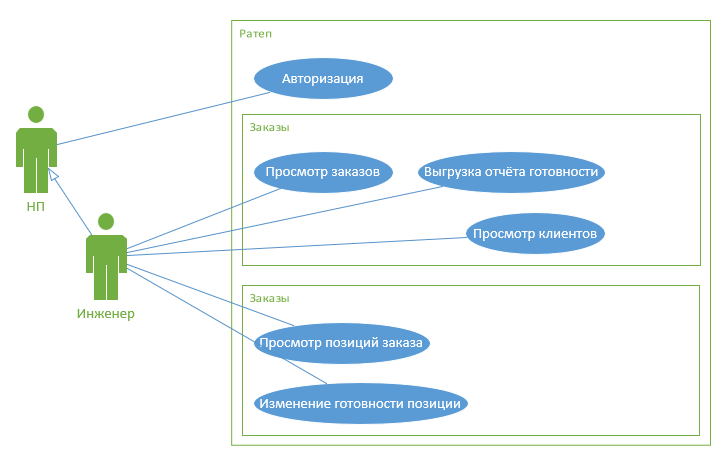 Ратеп
Авторизация
Заказы
Просмотр заказов
Выгрузка отчёта готовности
НП
Просмотр клиентов
Инженер
Заказы
Просмотр позиций заказа
Изменение готовности позиции